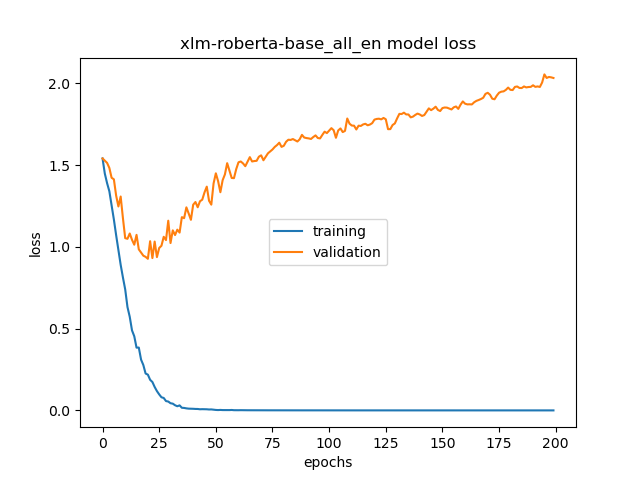 xlm-roberta-base_all_en model loss
loss
2.0
1.5
1.0
0.5
0.0
training
validation
0 25 50 75 100 125 150 175 200
epochs